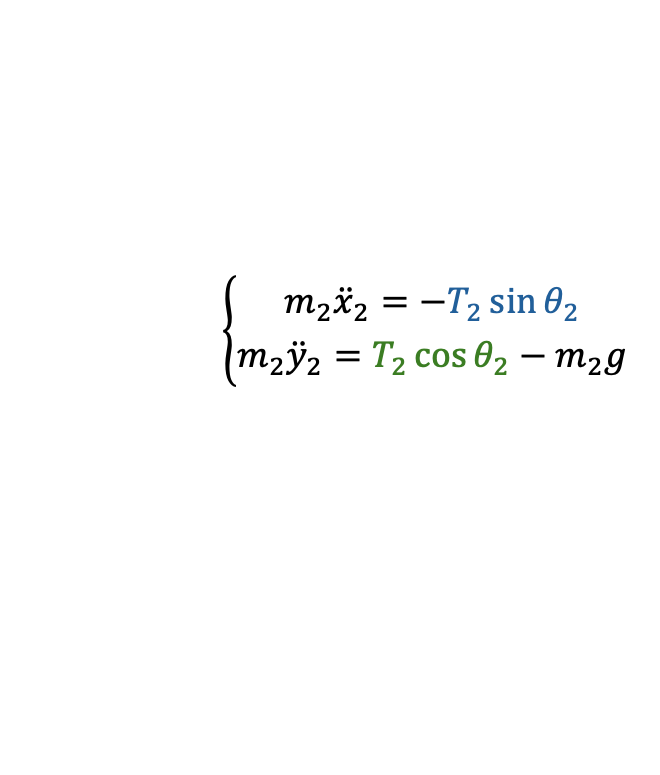 m₂ẍ₂ = −T₂ sin θ₂
m₂ÿ₂ = T₂ cos θ₂ − m₂g